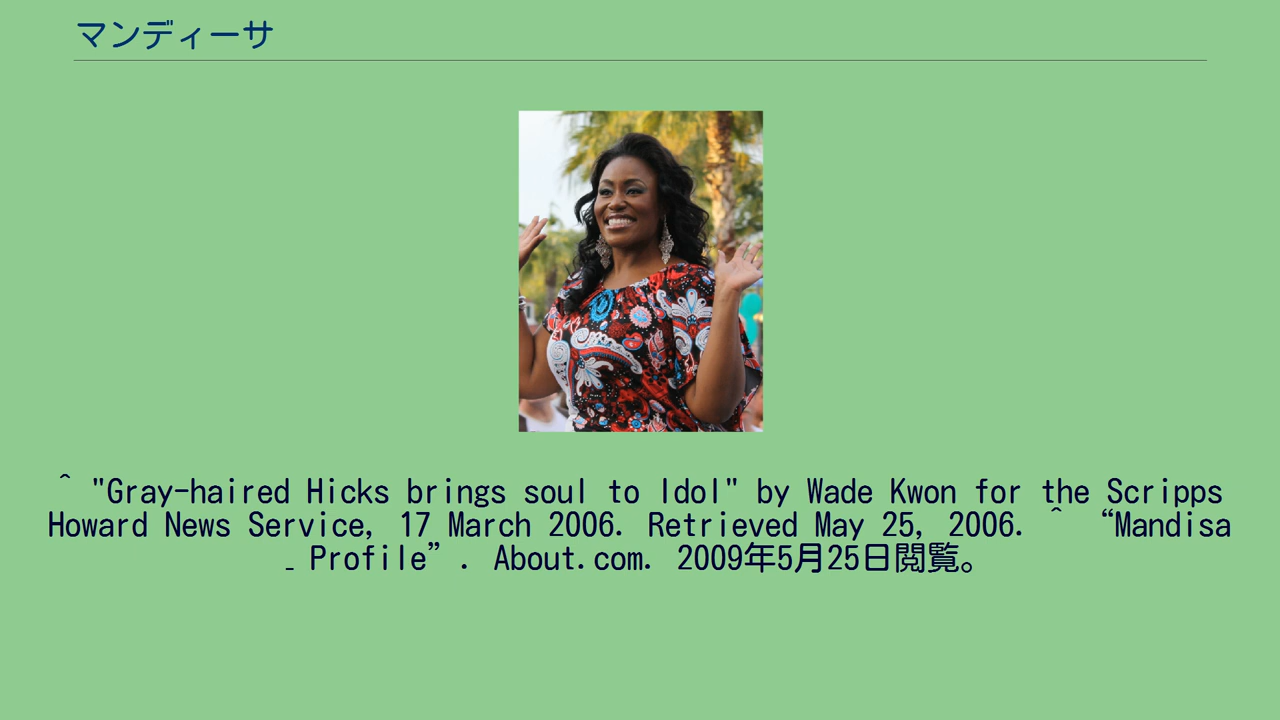 マンディーサ
^ "Gray-haired Hicks brings soul to Idol" by Wade Kwon for the Scripps
Howard News Service, 17 March 2006. Retrieved May 25, 2006. ^ “Mandisa
_ Profile”. About.com. 2009年5月25日閲覧。